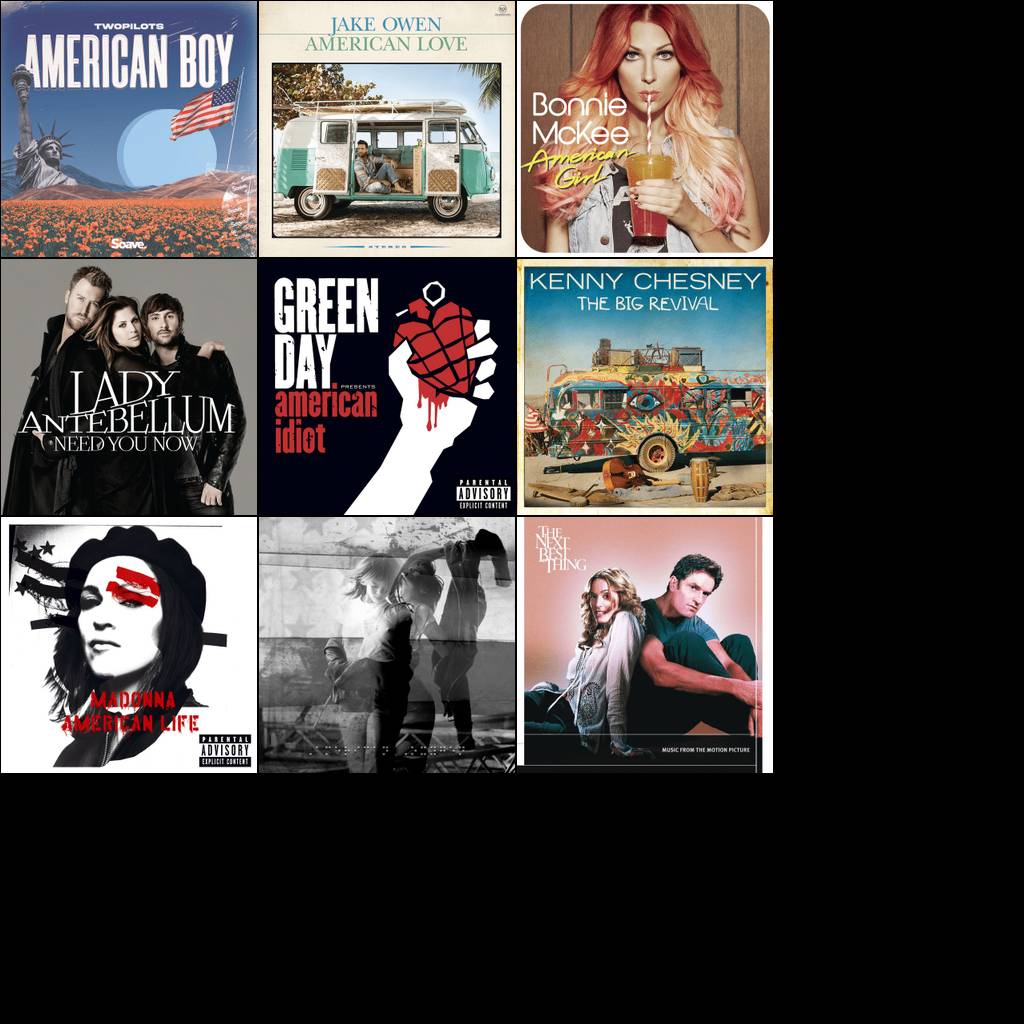 TWOPILOTS
AMERICAN BOY
Soave
JAKE OWEN
AMERICAN LOVE
STEREO
Bonnie
McKee
American
Girl
LADY
ANTEBELLUM
NEED YOU NOW
GREEN
DAY
PRESENTS
american
idiot
PARENTAL
ADVISORY
EXPLICIT CONTENT
KENNY CHESNEY
THE BIG REVIVAL
MADONNA
AMERICAN LIFE
PARENTAL
ADVISORY
EXPLICIT CONTENT
THE
NEXT
BEST
THING
MUSIC FROM THE MOTION PICTURE